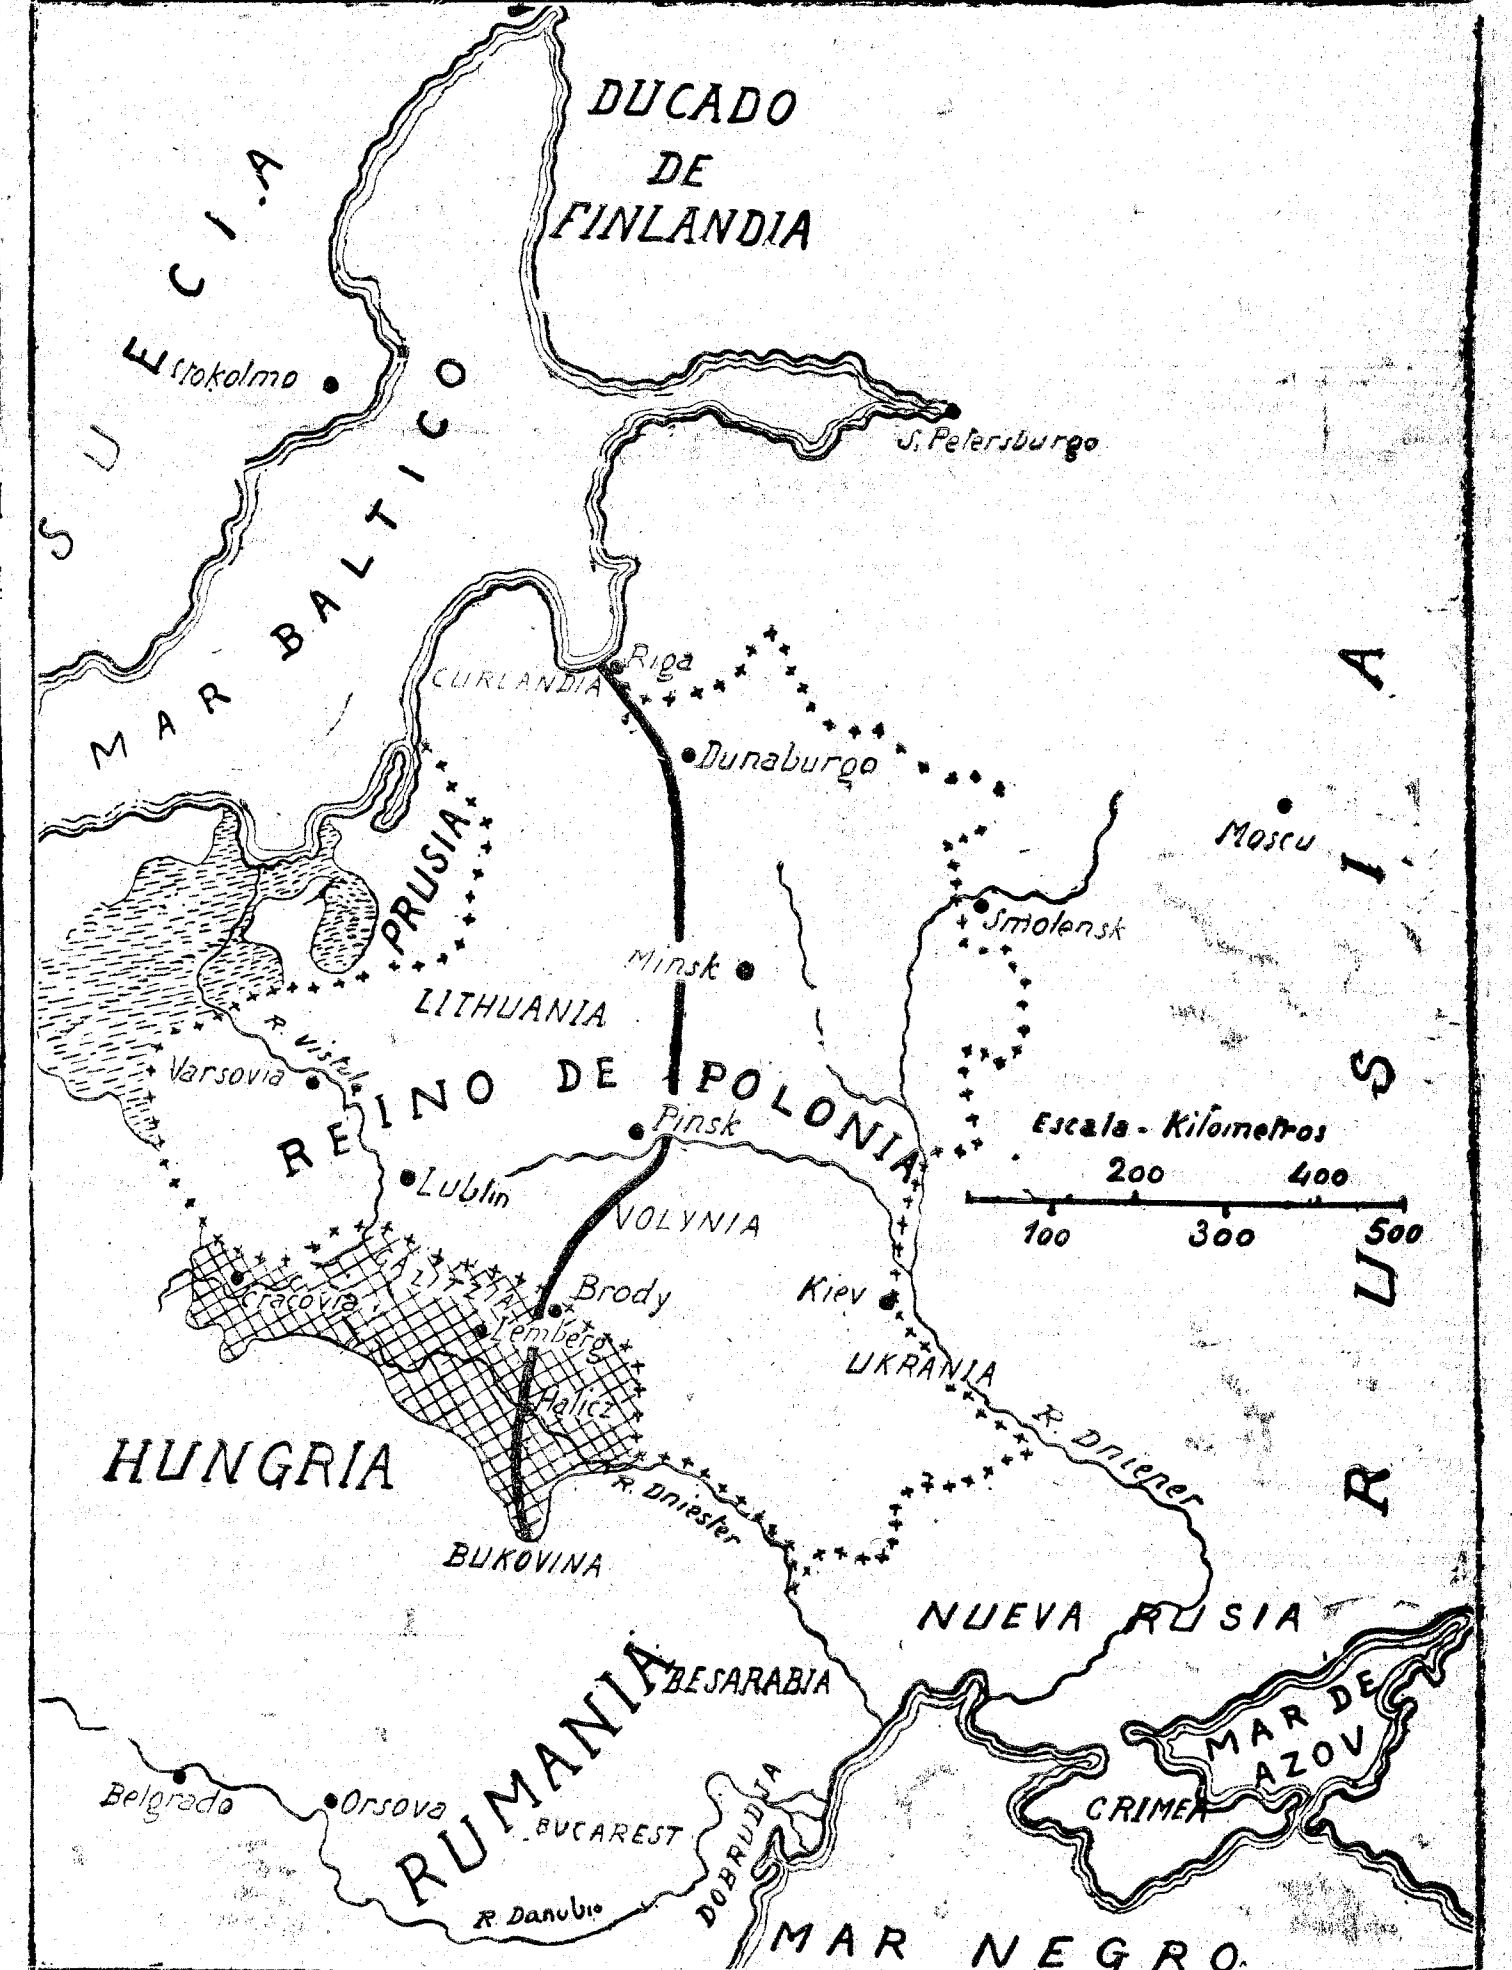 DUCADO
DE
FINLANDIA
SUECIA
Stokolmo
MAR BALTICO
S. Petersburgo
Riga
CURLANDIA
Dunaburgo
PRUSIA
Moscu
Smolensk
Minsk
LITHUANIA
R. Vistula
Varsovia
REINO DE POLONIA
Pinsk
Lublin
VOLYNIA
Escala - Kilometros
200 400
100 300 500
RUSIA
GALITZIA
Cracovia
Brody
Lemberg
Kiev
UKRANIA
Halicz
R. Dnieper
HUNGRIA
R. Dniester
BUKOVINA
NUEVA RUSIA
BESARABIA
RUMANIA
MAR DE
AZOV
CRIMEA
Belgrado
Orsova
BUCAREST
DOBRUDJA
R. Danubio
MAR NEGRO.